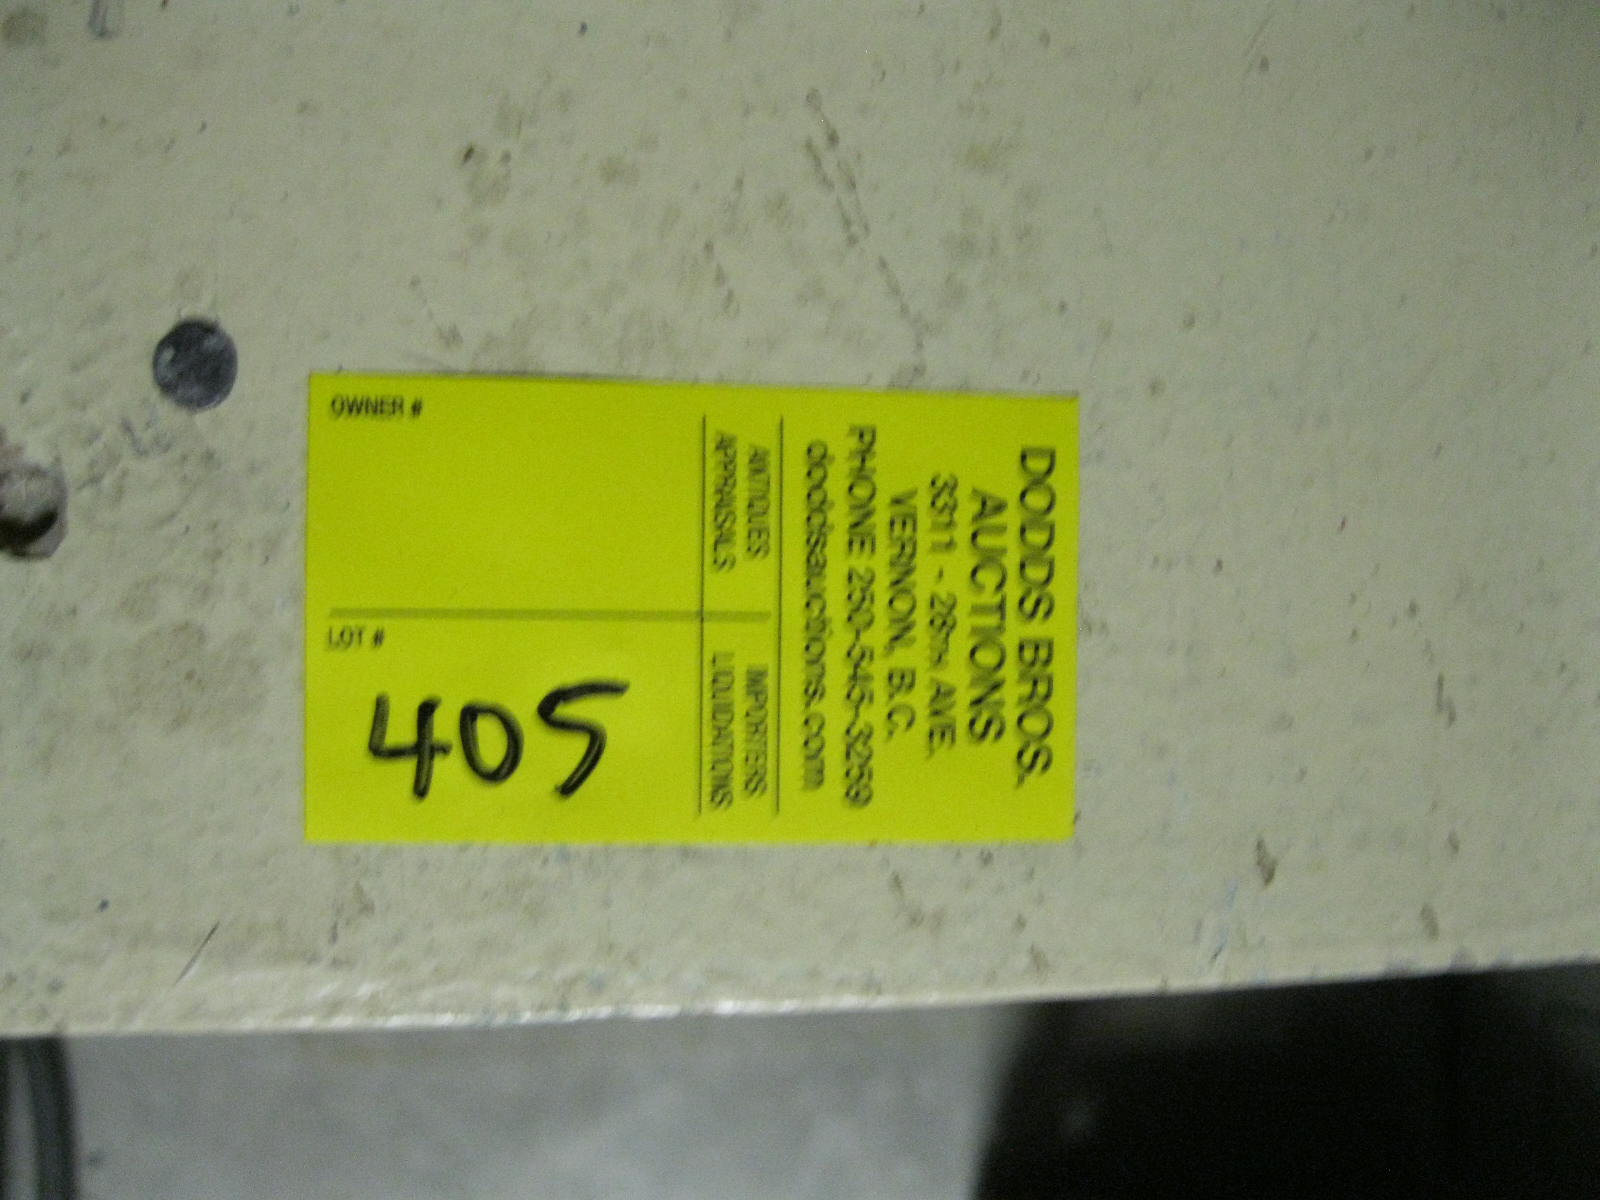 DODDS BROS.
AUCTIONS
3311 - 28TH AVE.
VERNON, B.C.
PHONE 250-545-3259
doddsauctions.com
ANTIQUES IMPORTERS
APPRAISALS LIQUIDATIONS
OWNER #
LOT #
405